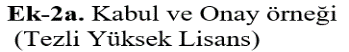 Ek-2a. Kabul ve Onay örneği
(Tezli Yüksek Lisans)